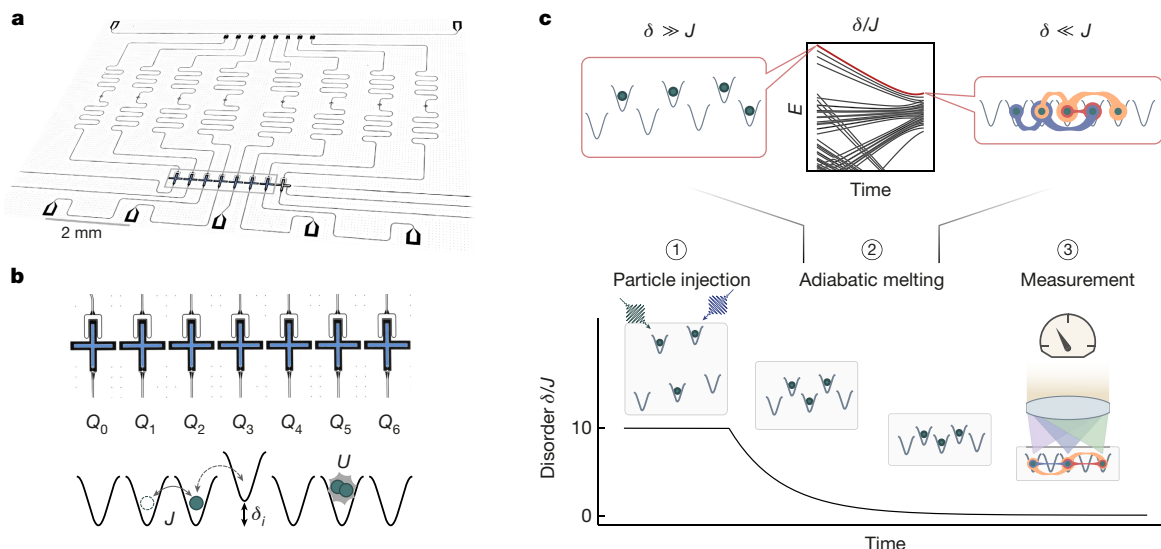 a
2 mm
b
Q0 Q1 Q2 Q3 Q4 Q5 Q6
J
δi
U
c
δ ≫ J
δ/J
δ ≪ J
E
Time
1
2
3
Particle injection
Adiabatic melting
Measurement
Disorder δ/J
10
0
Time